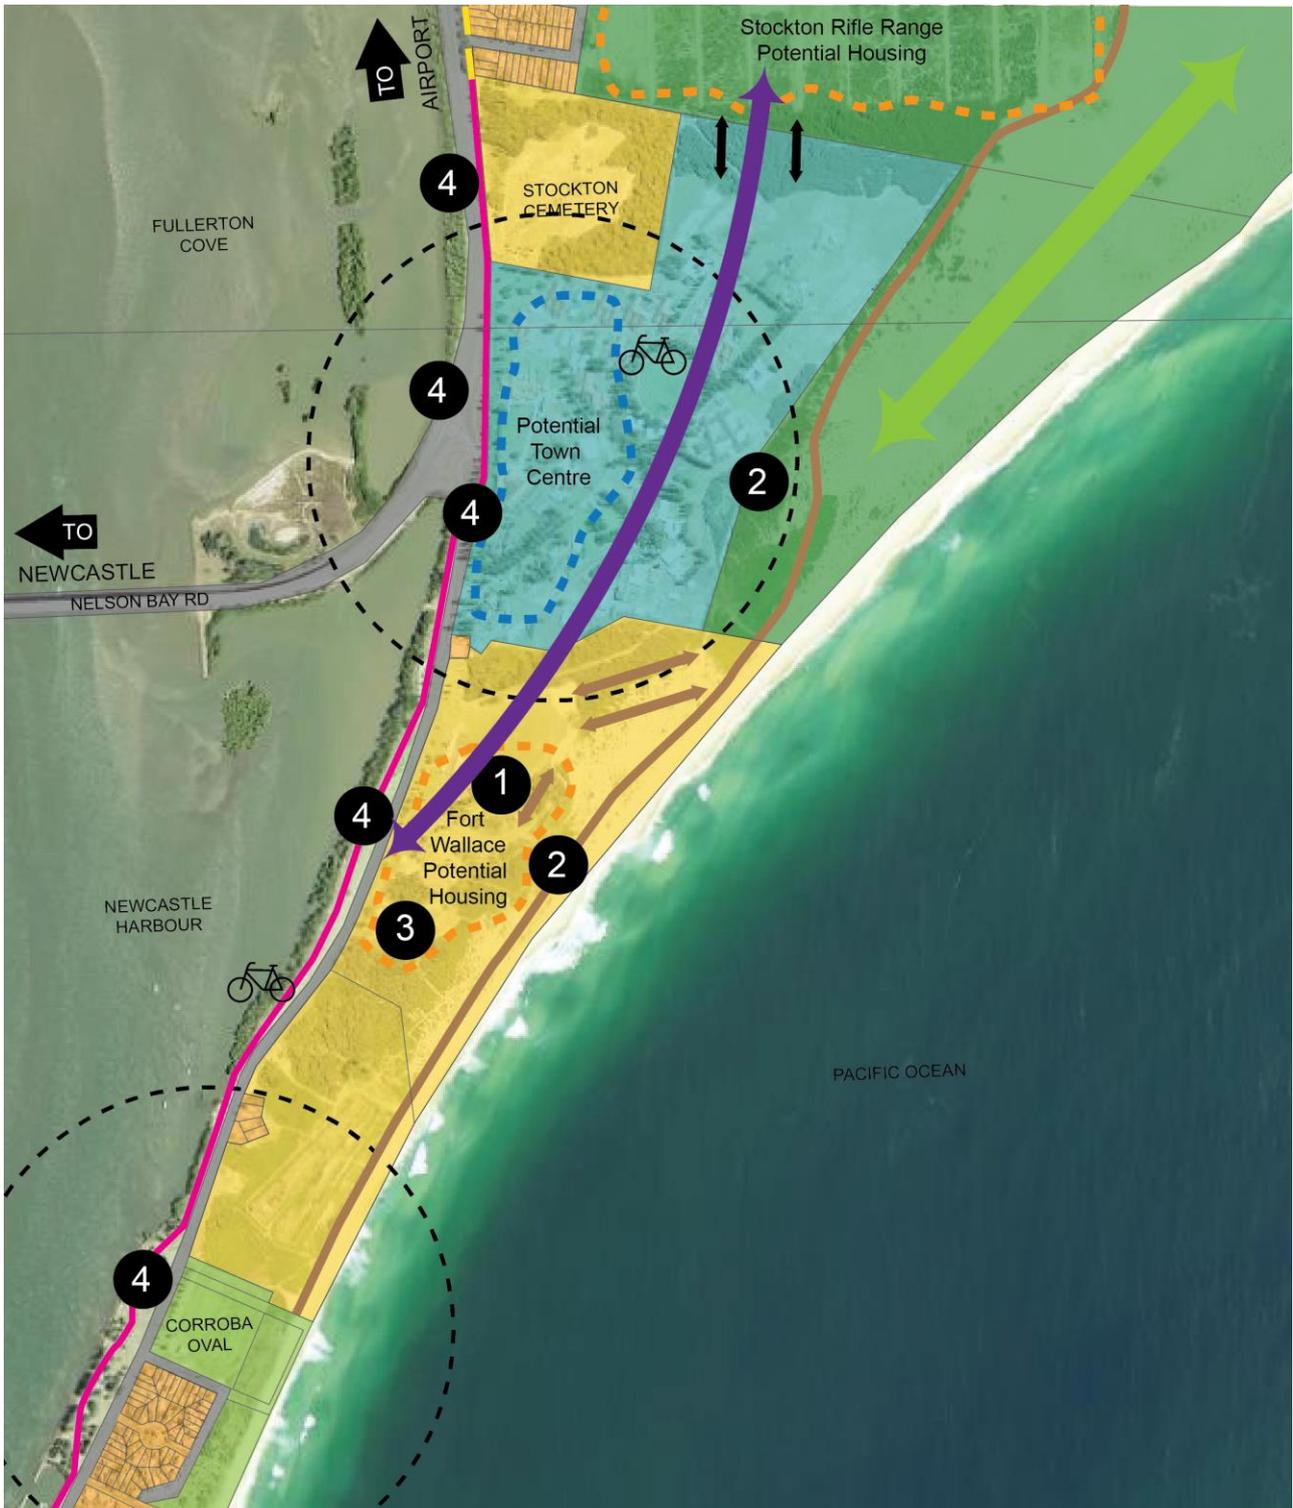 Stockton Rifle Range
Potential Housing
TO
AIRPORT
4
STOCKTON
CEMETERY
FULLERTON
COVE
4
Potential
Town
Centre
2
4
TO
NEWCASTLE
NELSON BAY RD
1
4
Fort
Wallace
Potential
Housing
2
3
NEWCASTLE
HARBOUR
PACIFIC OCEAN
4
CORROBA
OVAL